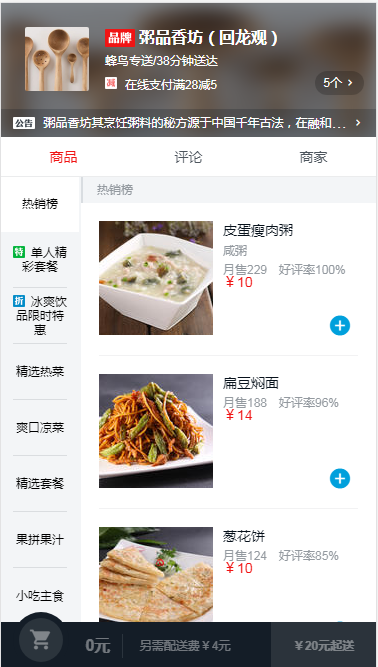 品牌 粥品香坊（回龙观）
蜂鸟专送/38分钟送达
减 在线支付满28减5
5个 >
公告 粥品香坊其烹饪粥料的秘方源于中国千年古法，在融和... >
商品 评论 商家
热销榜
特 单人精
彩套餐
折 冰爽饮
品限时特
惠
精选热菜
爽口凉菜
精选套餐
果拼果汁
小吃主食
热销榜
皮蛋瘦肉粥
咸粥
月售229 好评率100%
￥10
扁豆焖面
月售188 好评率96%
￥14
葱花饼
月售124 好评率85%
￥10
0元 另需配送费￥4元 ￥20元起送